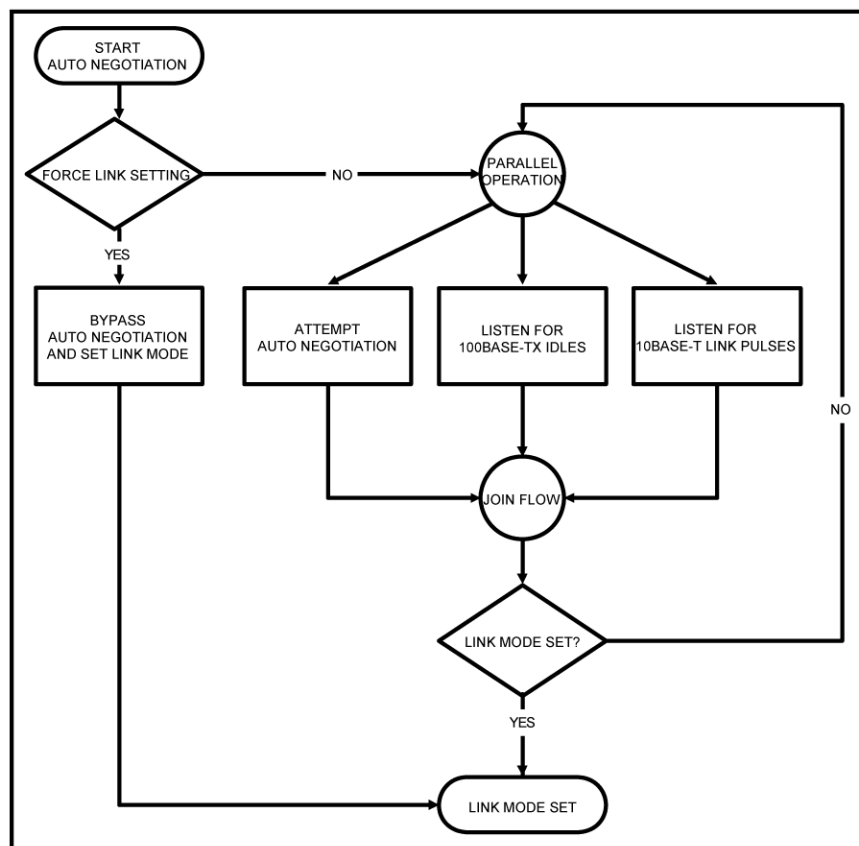 START
AUTO NEGOTIATION
FORCE LINK SETTING
NO
PARALLEL
OPERATION
YES
BYPASS
AUTO NEGOTIATION
AND SET LINK MODE
ATTEMPT
AUTO NEGOTIATION
LISTEN FOR
100BASE-TX IDLES
LISTEN FOR
10BASE-T LINK PULSES
NO
JOIN FLOW
LINK MODE SET?
YES
LINK MODE SET